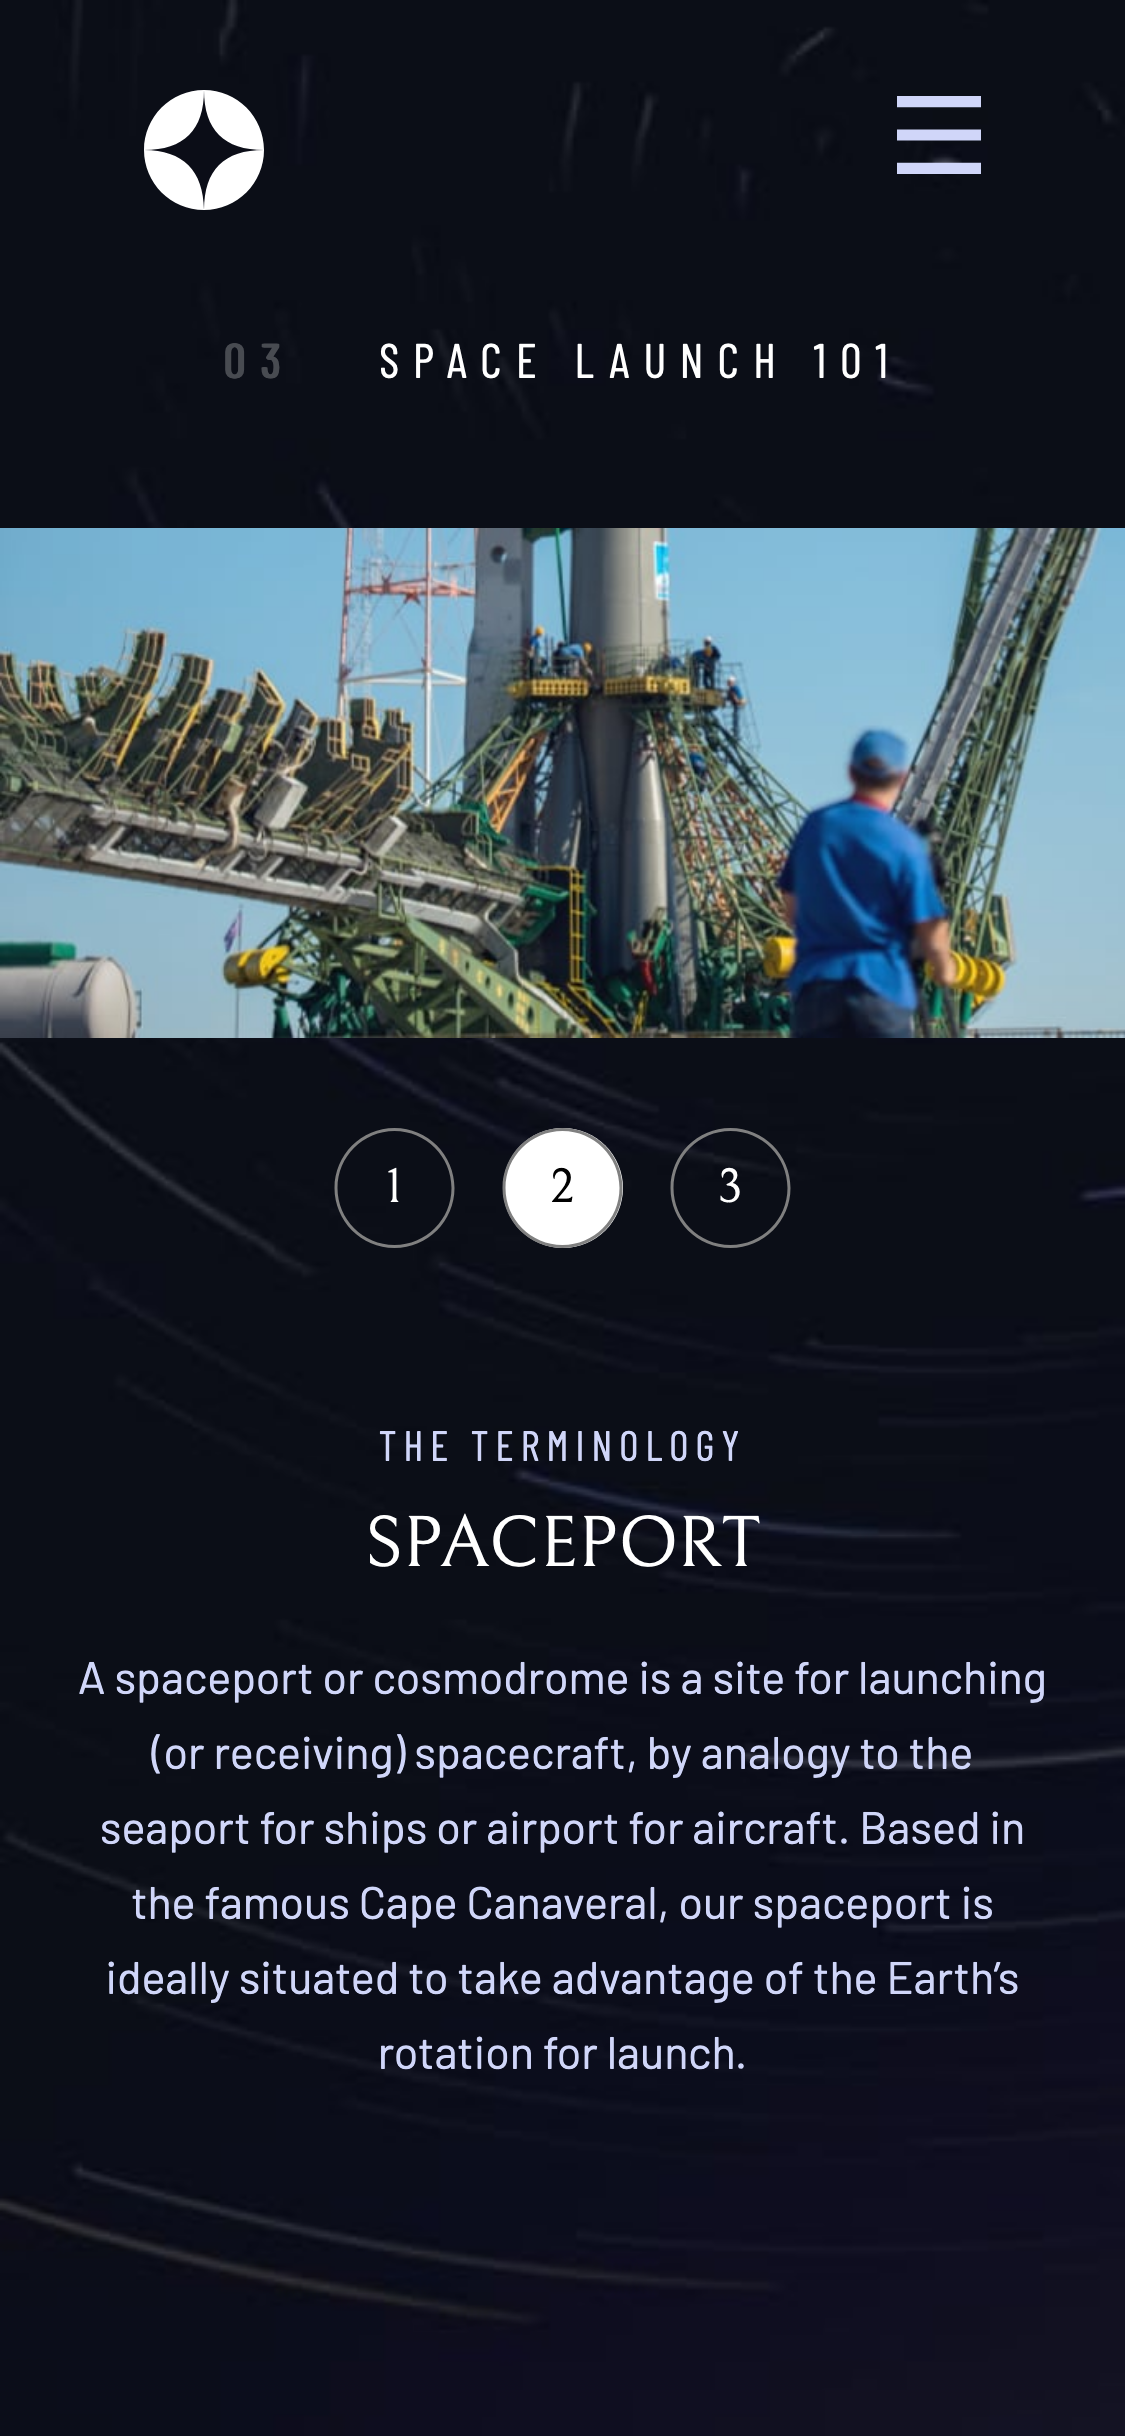 03 SPACE LAUNCH 101
1 2 3
THE TERMINOLOGY
SPACEPORT
A spaceport or cosmodrome is a site for launching
(or receiving) spacecraft, by analogy to the
seaport for ships or airport for aircraft. Based in
the famous Cape Canaveral, our spaceport is
ideally situated to take advantage of the Earth’s
rotation for launch.